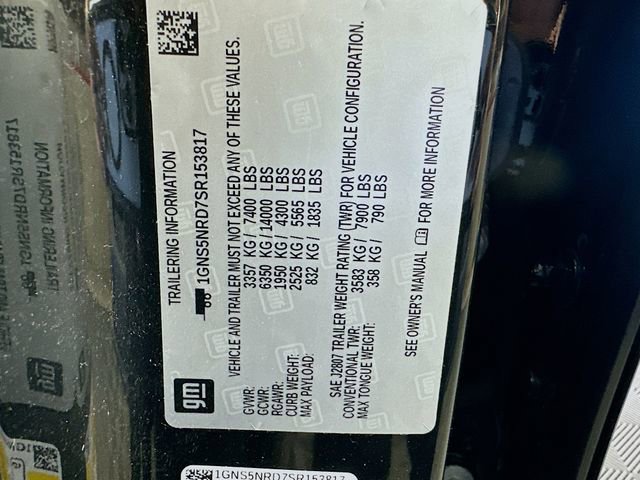 TRAILERING INFORMATION
1GNS5NRD7SR153817
VEHICLE AND TRAILER MUST NOT EXCEED ANY OF THESE VALUES.
GVWR: 3357 KG / 7400 LBS
GCWR: 6350 KG / 14000 LBS
RGAWR: 1950 KG / 4300 LBS
CURB WEIGHT: 2525 KG / 5565 LBS
MAX PAYLOAD: 832 KG / 1835 LBS
SAE J2807 TRAILER WEIGHT RATING (TWR) FOR VEHICLE CONFIGURATION.
CONVENTIONAL TWR: 3583 KG / 7900 LBS
MAX TONGUE WEIGHT: 358 KG / 790 LBS
SEE OWNER'S MANUAL FOR MORE INFORMATION
gm
1GNS5NRD7SR153817